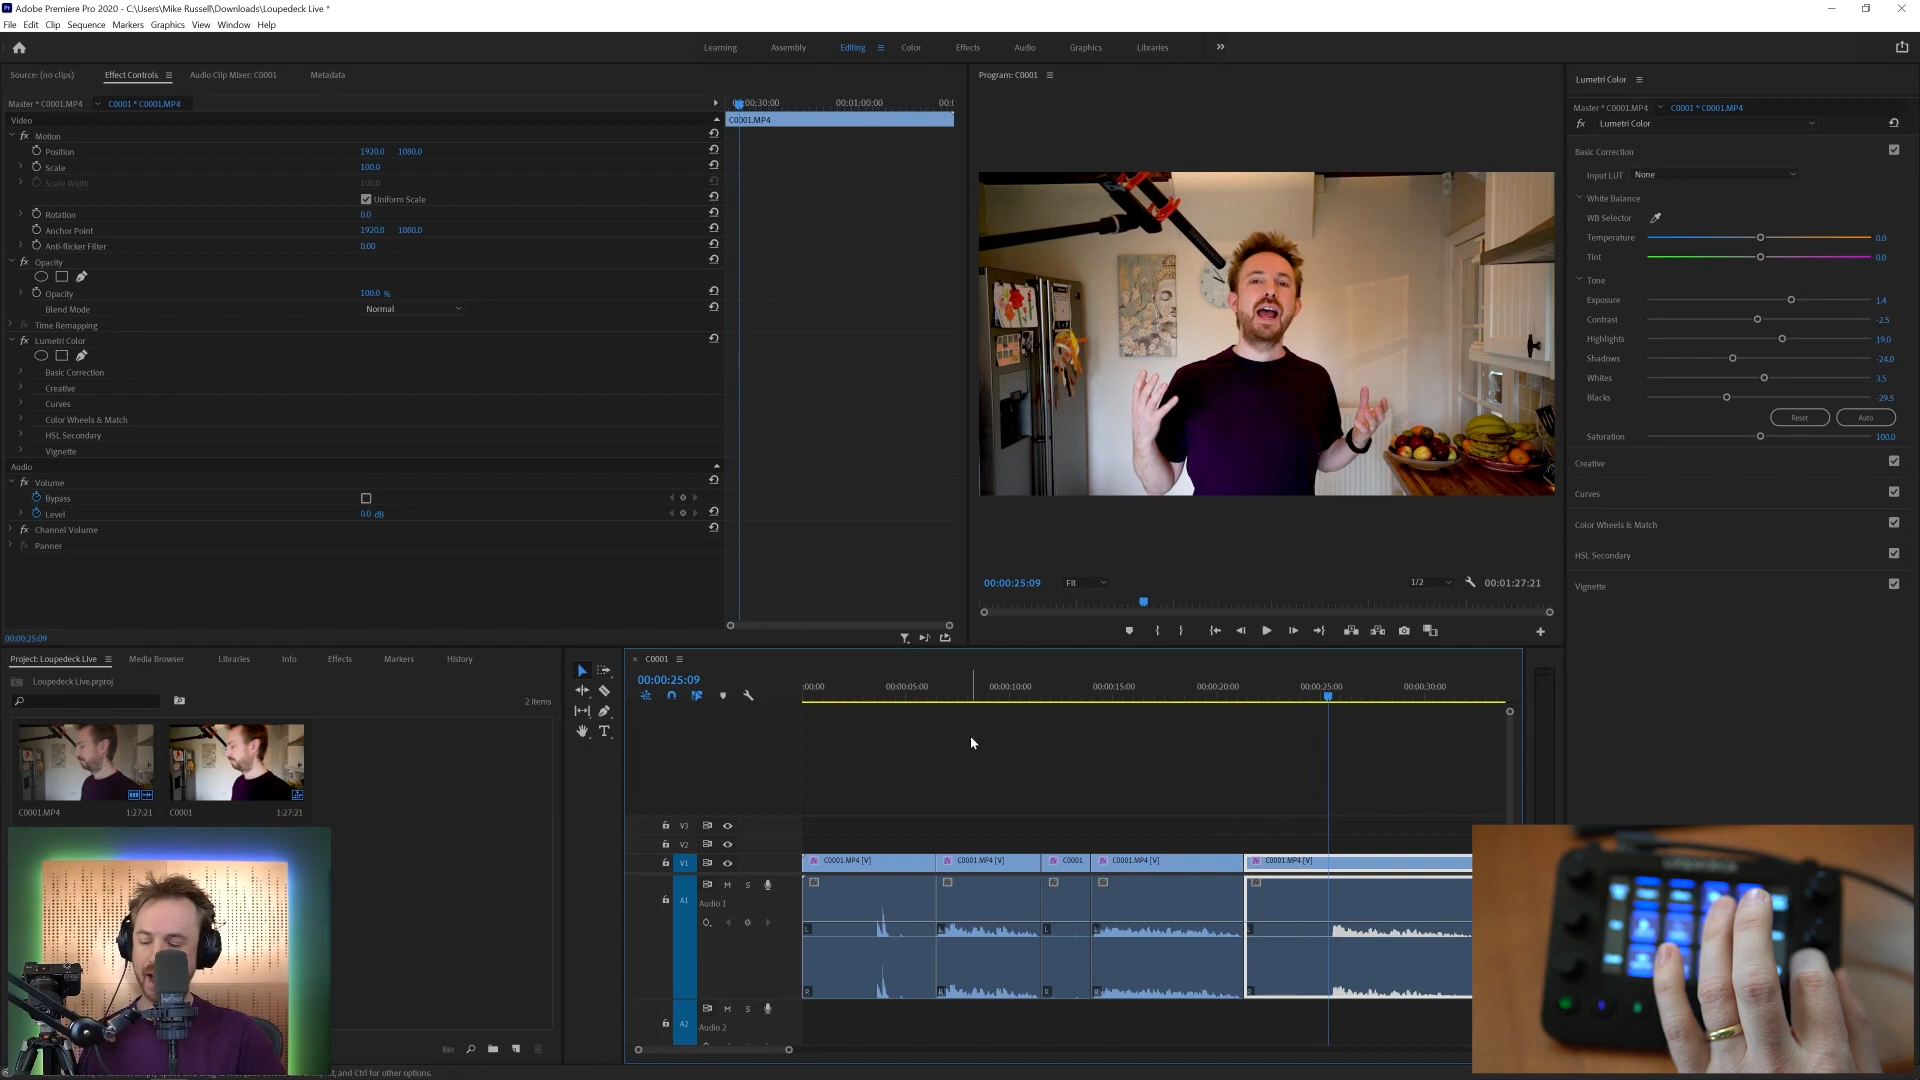 Adobe Premiere Pro 2020 - C:\Users\Mike Russell\Downloads\Loupedeck Live *
File Edit Clip Sequence Markers Graphics View Window Help
Learning Assembly Editing Color Effects Audio Graphics Libraries
Source: (no clips) Effect Controls Audio Clip Mixer: C0001 Metadata
Master * C0001.MP4 C0001 * C0001.MP4
00:00:30:00 00:01:00:00 00:(
Video
C0001.MP4
fx Motion
Position 1920.0 1080.0
Scale 100.0
Scale Width 100.0
Uniform Scale
Rotation 0.0
Anchor Point 1920.0 1080.0
Anti-flicker Filter 0.00
fx Opacity
Opacity 100.0 %
Blend Mode Normal
fx Time Remapping
fx Lumetri Color
Basic Correction
Creative
Curves
Color Wheels & Match
HSL Secondary
Vignette
Audio
fx Volume
Bypass
Level 0.0 dB
fx Channel Volume
fx Panner
00:00:25:09
Program: C0001
00:00:25:09 Fit 1/2 00:01:27:21
Lumetri Color
Master * C0001.MP4 C0001 * C0001.MP4
fx Lumetri Color
Basic Correction
Input LUT None
White Balance
WB Selector
Temperature 0.0
Tint 0.0
Tone
Exposure 1.4
Contrast -2.5
Highlights 19.0
Shadows -24.0
Whites 3.5
Blacks -29.5
Reset Auto
Saturation 100.0
Creative
Curves
Color Wheels & Match
HSL Secondary
Vignette
Project: Loupedeck Live Media Browser Libraries Info Effects Markers History
Loupedeck Live.prproj
2 items
C0001.MP4 1:27:21 C0001 1:27:21
C0001
00:00:25:09
:00:00 00:00:05:00 00:00:10:00 00:00:15:00 00:00:20:00 00:00:25:00 00:00:30:00
V3
V2
V1 C0001.MP4 [V] C0001.MP4 [V] C0001. C0001.MP4 [V] C0001.MP4 [V]
A1 M S
Audio 1
L L L L L
R R R R R
A2 M S
Audio 2
and Ctrl for other options.